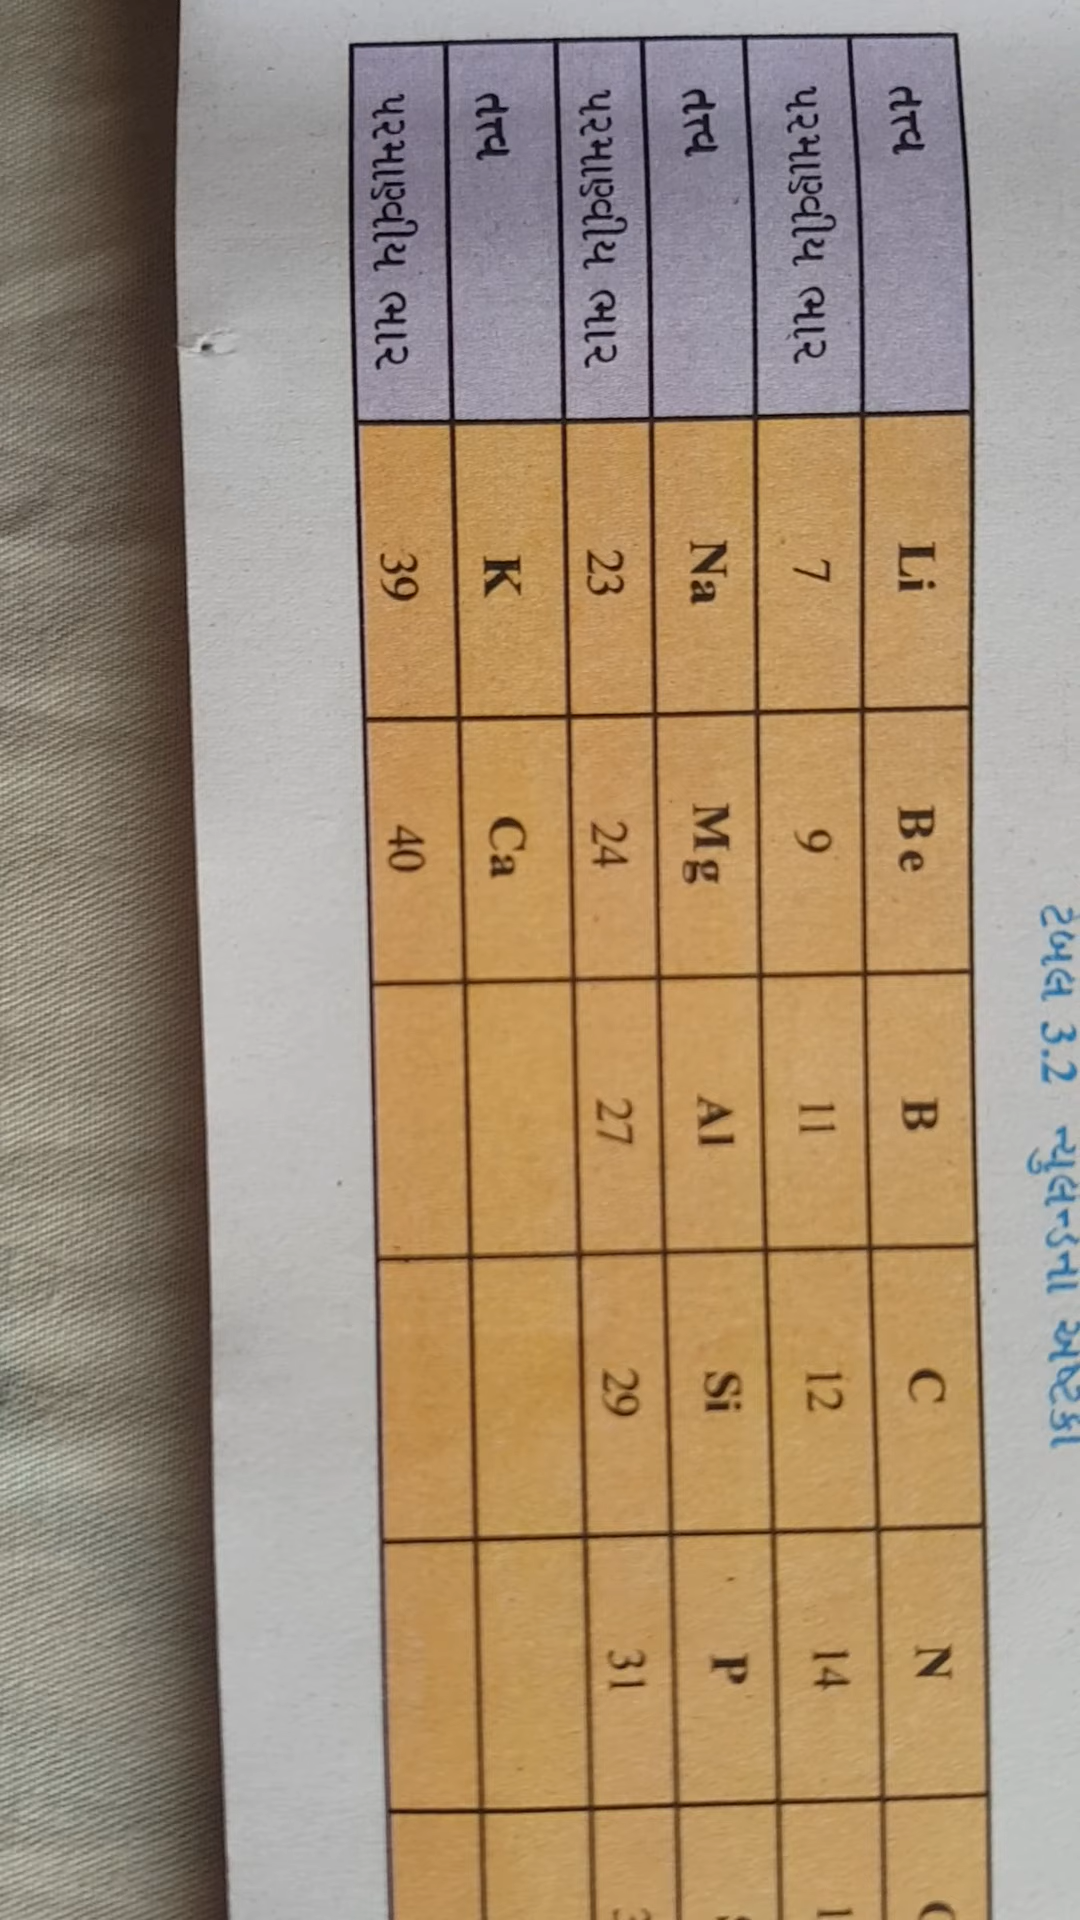 ટેબલ 3.2 ન્યુલેન્ડના અષ્ટકો
તત્વ Li Be B C N
પરમાણ્વીય ભાર 7 9 11 12 14
તત્વ Na Mg Al Si P
પરમાણ્વીય ભાર 23 24 27 29 31
તત્વ K Ca
પરમાણ્વીય ભાર 39 40